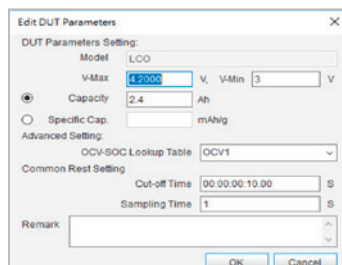 Edit DUT Parameters
DUT Parameters Setting:
Model LCO
V-Max 4.2000 V, V-Min 3 V
Capacity 2.4 Ah
Specific Cap. mAh/g
Advanced Setting:
OCV-SOC Lookup Table OCV1
Common Rest Setting
Cut-off Time 00:00:00:10.00 S
Sampling Time 1 S
Remark
OK Cancel